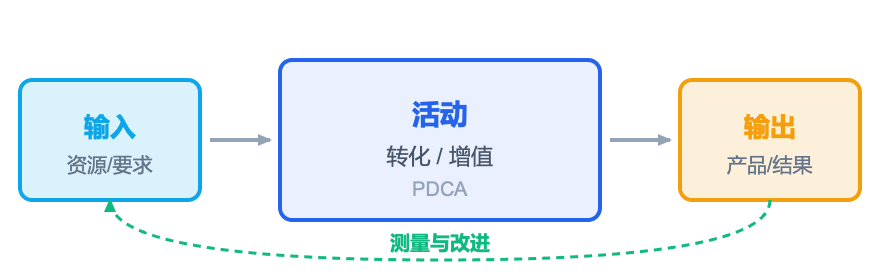 输入
资源/要求
活动
转化 / 增值
PDCA
输出
产品/结果
测量与改进